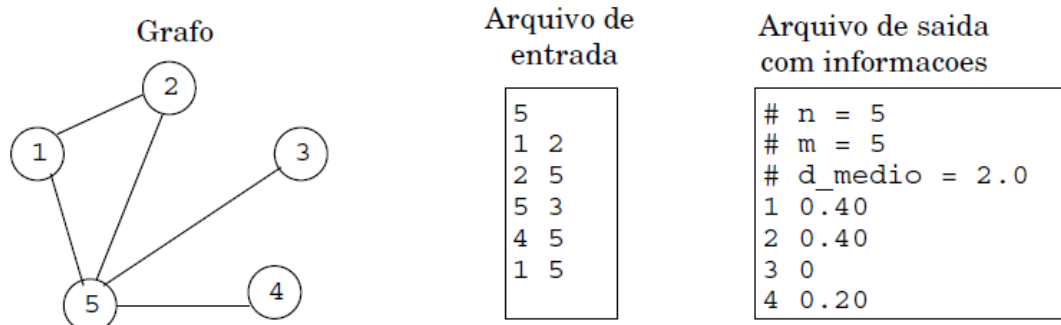 Grafo
2
1
3
5
4
Arquivo de
entrada
5
1 2
2 5
5 3
4 5
1 5
Arquivo de saida
com informacoes
# n = 5
# m = 5
# d_medio = 2.0
1 0.40
2 0.40
3 0
4 0.20